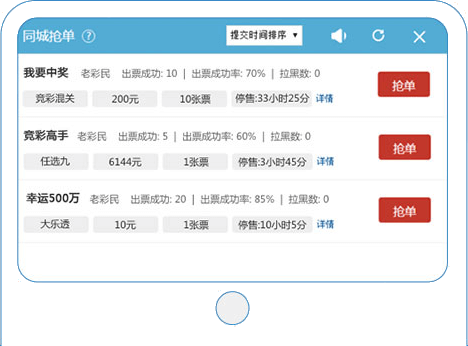 同城抢单 ? 提交时间排序 ▼
我要中奖 老彩民 出票成功: 10 | 出票成功率: 70% | 拉黑数: 0
竞彩混关 200元 10张票 停售:33小时25分 详情 抢单
竞彩高手 老彩民 出票成功: 5 | 出票成功率: 60% | 拉黑数: 0
任选九 6144元 1张票 停售:3小时45分 详情 抢单
幸运500万 老彩民 出票成功: 20 | 出票成功率: 85% | 拉黑数: 0
大乐透 10元 1张票 停售:10小时5分 详情 抢单